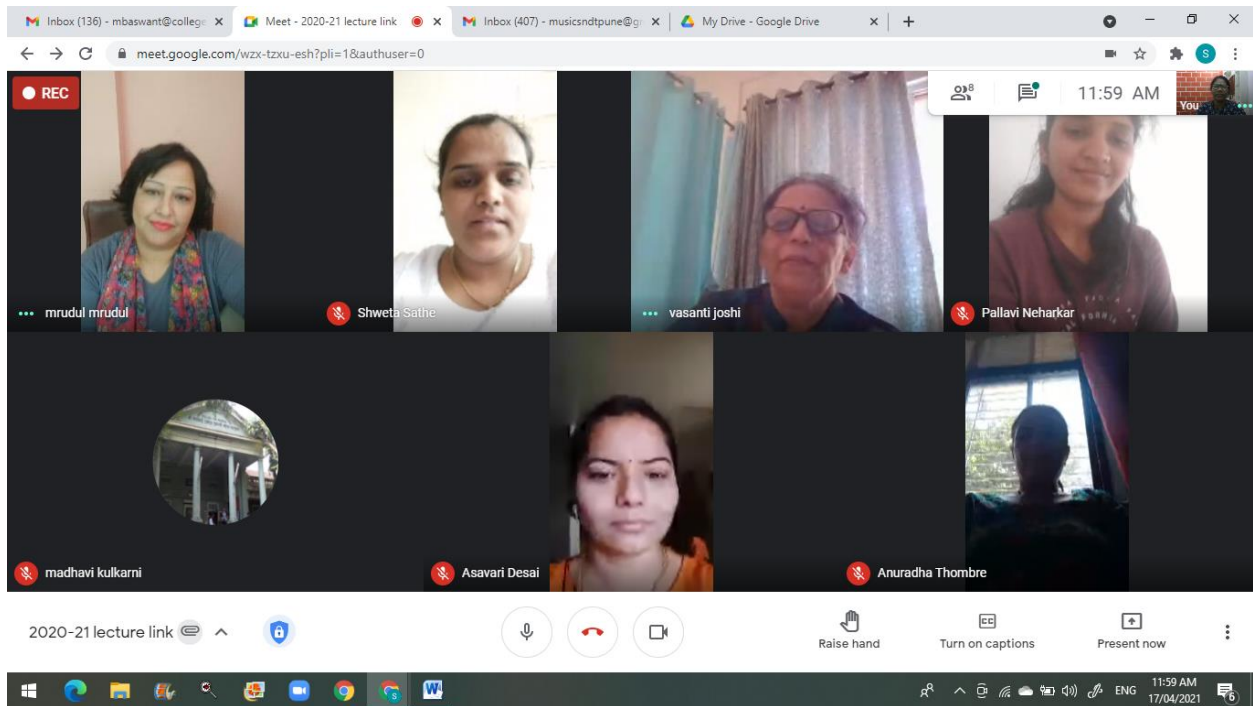 Inbox (136) - mbaswant@college
Meet - 2020-21 lecture link
Inbox (407) - musicsndtpune@g
My Drive - Google Drive
meet.google.com/wzx-tzxu-esh?pli=1&authuser=0
S
REC
8
11:59 AM
You
mrudul mrudul
Shweta Sathe
vasanti joshi
Pallavi Neharkar
madhavi kulkarni
Asavari Desai
Anuradha Thombre
2020-21 lecture link
Raise hand
CC
Turn on captions
Present now
ENG
11:59 AM
17/04/2021
6